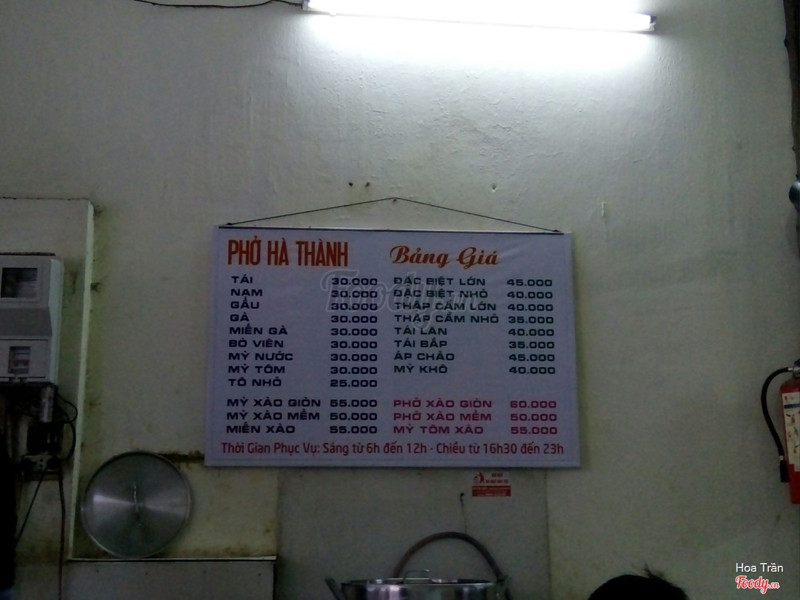 PHỞ HÀ THÀNH
Bảng Giá
TÁI 30.000
NẠM 30.000
GẦU 30.000
GÀ 30.000
MIẾN GÀ 30.000
BÒ VIÊN 30.000
MỲ NƯỚC 30.000
MỲ TÔM 30.000
TÔ NHỎ 25.000
MỲ XÀO GIÒN 55.000
MỲ XÀO MỀM 50.000
MIẾN XÀO 55.000
ĐẶC BIỆT LỚN 45.000
ĐẶC BIỆT NHỎ 40.000
THẬP CẨM LỚN 40.000
THẬP CẨM NHỎ 35.000
TÁI LĂN 40.000
TÁI BẮP 35.000
ÁP CHẢO 45.000
MỲ KHÔ 40.000
PHỞ XÀO GIÒN 60.000
PHỞ XÀO MỀM 50.000
MỲ TÔM XÀO 55.000
Thời Gian Phục Vụ: Sáng từ 6h đến 12h - Chiều từ 16h30 đến 23h
Foody.vn
Hoa Trần
Foody.vn